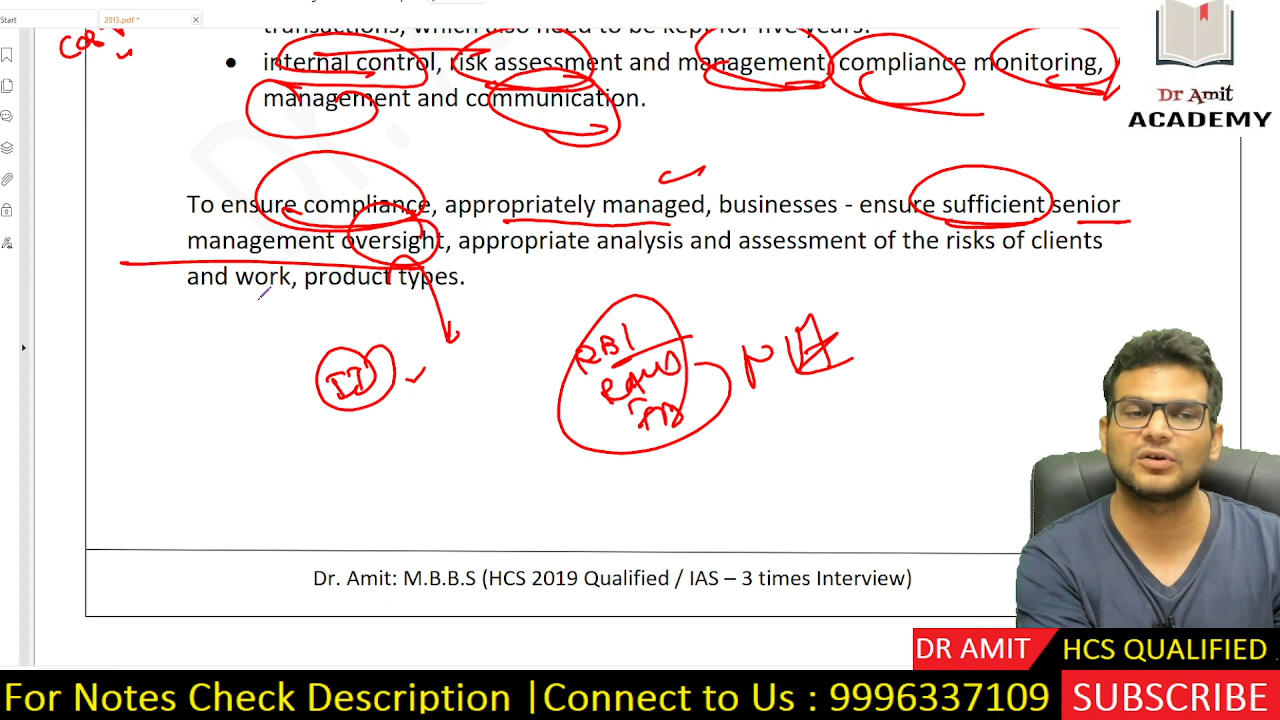 Start
2013.pdf *
transactions, which also need to be kept for five years.
internal control, risk assessment and management, compliance monitoring,
management and communication.
To ensure compliance, appropriately managed, businesses - ensure sufficient senior
management oversight, appropriate analysis and assessment of the risks of clients
and work, product types.
RBI
Dr Amit
ACADEMY
Dr. Amit: M.B.B.S (HCS 2019 Qualified / IAS – 3 times Interview)
DR AMIT HCS QUALIFIED
For Notes Check Description |Connect to Us : 9996337109 SUBSCRIBE